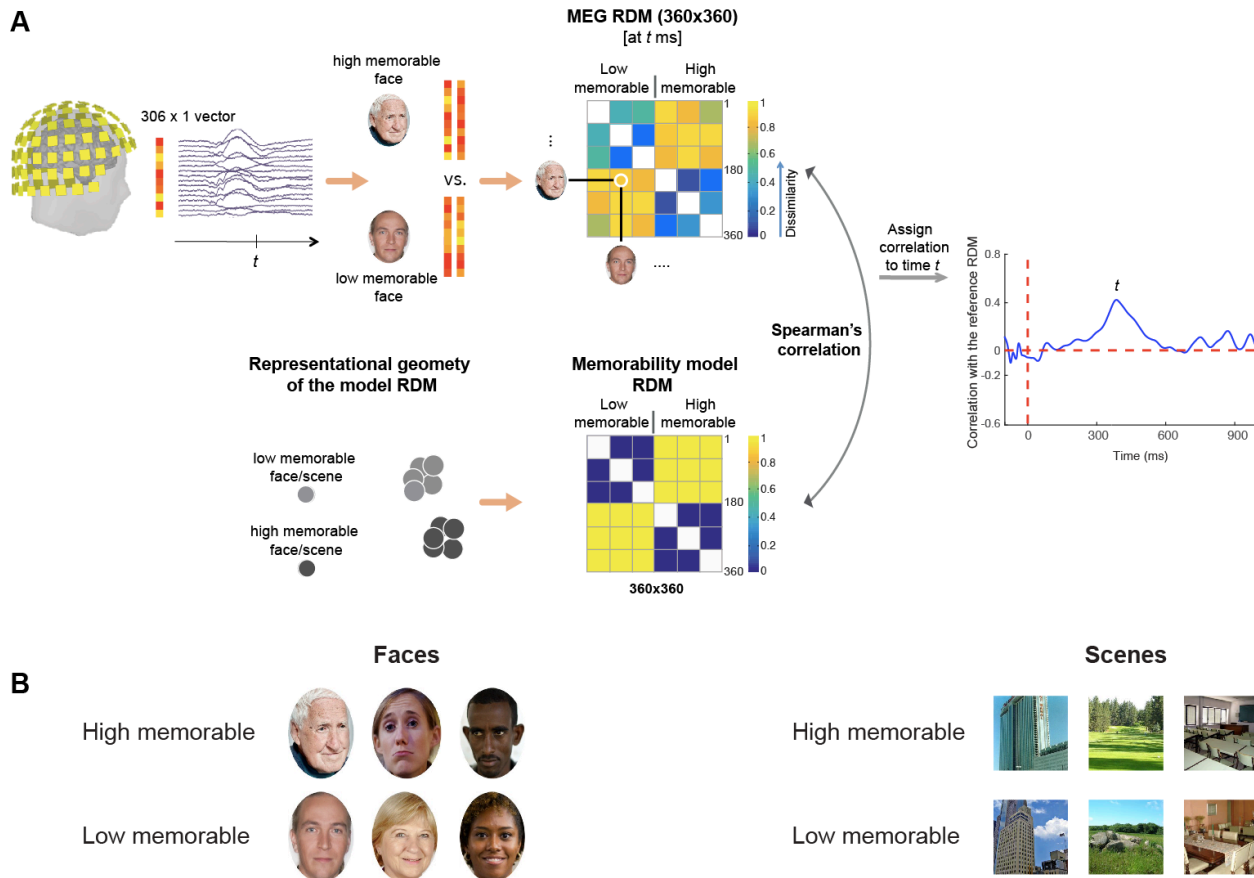 A
MEG RDM (360x360)
[at t ms]
high memorable
face
Low
memorable
High
memorable
306 x 1 vector
1
180
360
1
0.8
0.6
0.4
0.2
0
Dissimilarity
...
vs.
....
t
low memorable
face
Assign
correlation
to time t
Spearman's
correlation
Correlation with the reference RDM
0.8
0.4
0
-0.2
-0.6
t
0
300
600
900
Time (ms)
Representational geomety
of the model RDM
Memorability model
RDM
Low
memorable
High
memorable
low memorable
face/scene
high memorable
face/scene
1
180
360
1
0.8
0.6
0.4
0.2
0
360x360
B
Faces
Scenes
High memorable
High memorable
Low memorable
Low memorable